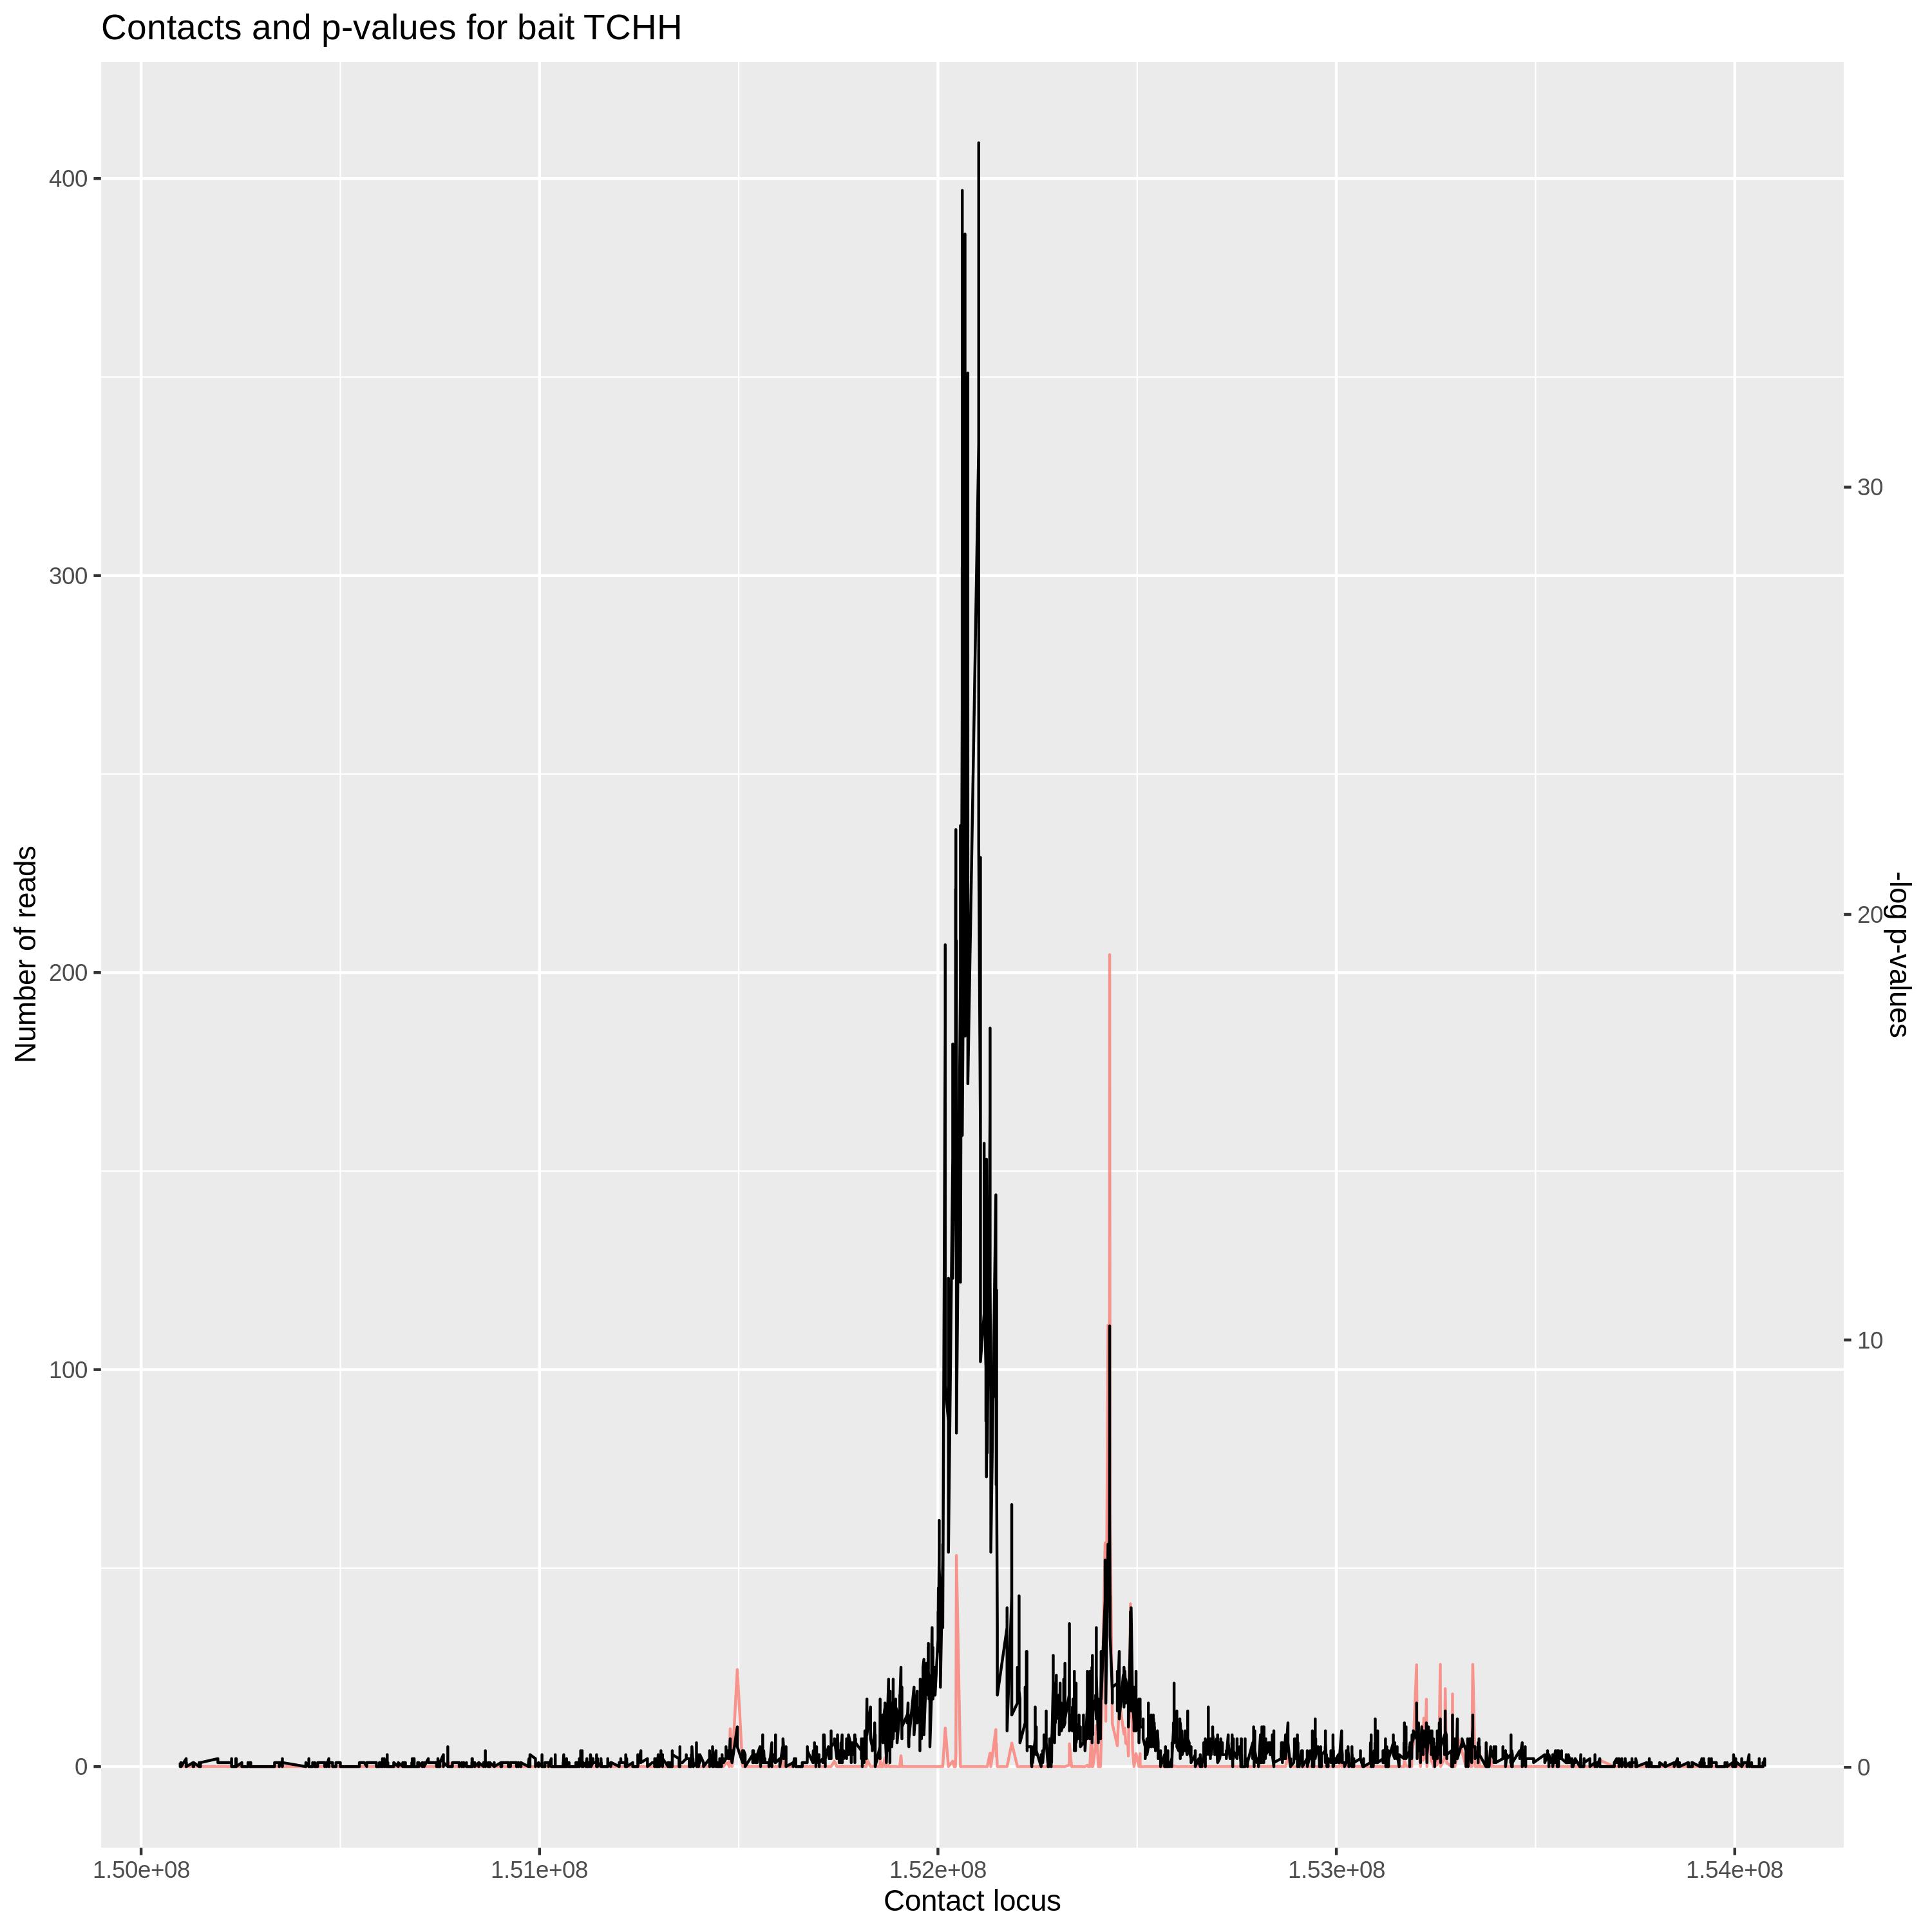 Contacts and p-values for bait TCHH
400
300
200
100
0
Number of reads
30
20
10
0
-log p-values
1.50e+08
1.51e+08
1.52e+08
1.53e+08
1.54e+08
Contact locus